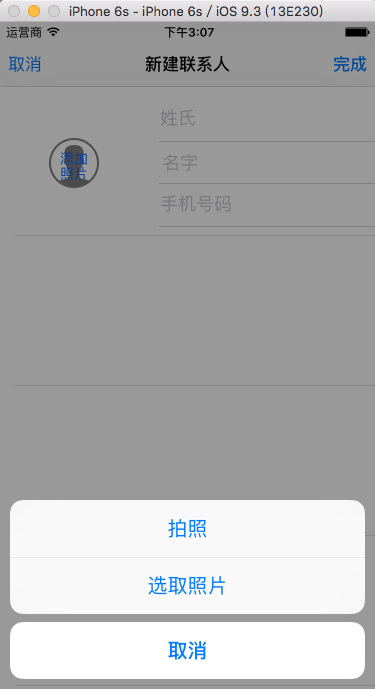 iPhone 6s - iPhone 6s / iOS 9.3 (13E230)
运营商 下午3:07
取消 新建联系人 完成
姓氏
添加
照片
名字
手机号码
拍照
选取照片
取消